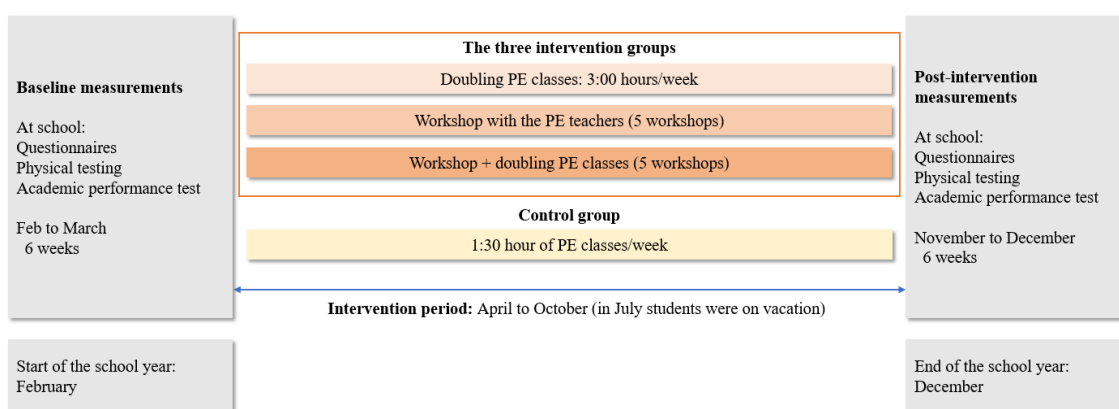 Baseline measurements
At school:
Questionnaires
Physical testing
Academic performance test
Feb to March
6 weeks
The three intervention groups
Doubling PE classes: 3:00 hours/week
Workshop with the PE teachers (5 workshops)
Workshop + doubling PE classes (5 workshops)
Control group
1:30 hour of PE classes/week
Intervention period: April to October (in July students were on vacation)
Post-intervention
measurements
At school:
Questionnaires
Physical testing
Academic performance test
November to December
6 weeks
Start of the school year:
February
End of the school year:
December